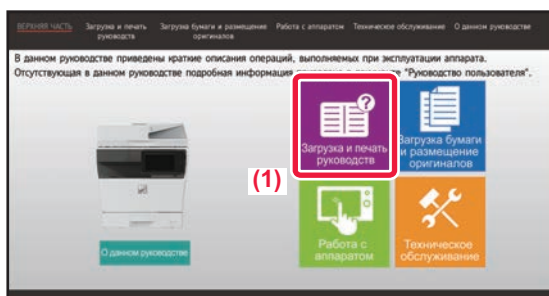 ВЕРХНЯЯ ЧАСТЬ
Загрузка и печать
руководств
Загрузка бумаги и размещение
оригиналов
Работа с аппаратом
Техническое обслуживание
О данном руководстве
В данном руководстве приведены краткие описания операций, выполняемых при эксплуатации аппарата.
Отсутствующая в данном руководстве подробная информация "Руководство пользователя".
Загрузка и печать
руководств
Загрузка бумаги
и размещение
оригиналов
(1)
О данном руководстве
Работа с
аппаратом
Техническое
обслуживание